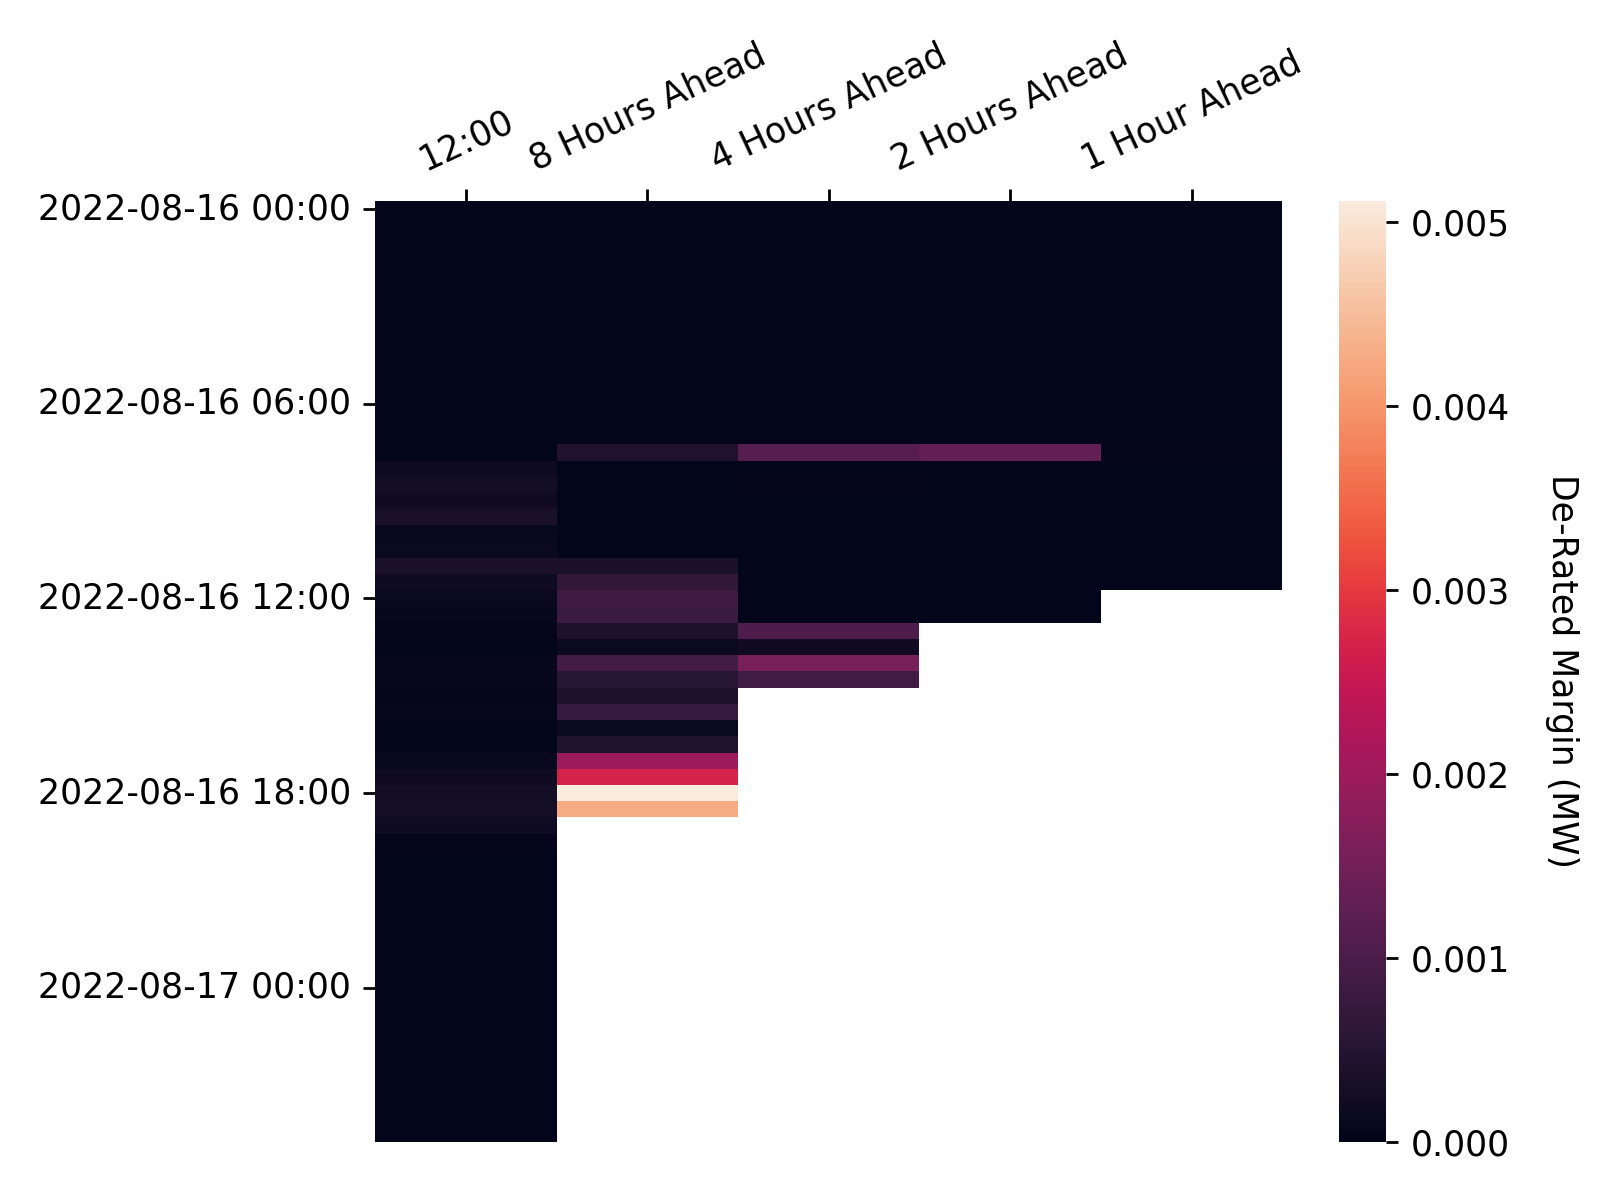 12:00
8 Hours Ahead
4 Hours Ahead
2 Hours Ahead
1 Hour Ahead
2022-08-16 00:00
2022-08-16 06:00
2022-08-16 12:00
2022-08-16 18:00
2022-08-17 00:00
0.005
0.004
0.003
0.002
0.001
0.000
De-Rated Margin (MW)